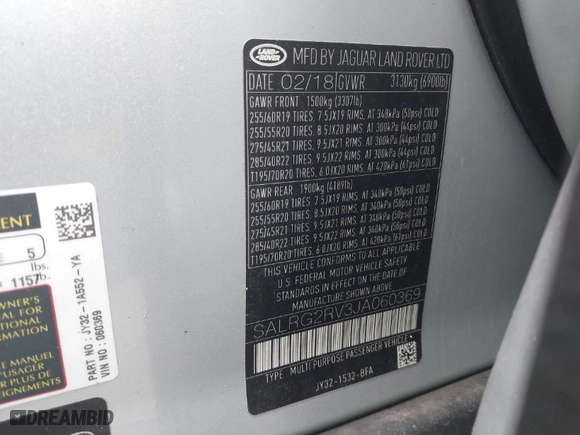 LAND-
ROVER
MFD BY JAGUAR LAND ROVER LTD
DATE 02/18 GVWR 3130kg (6900lb)
GAWR FRONT : 1500kg (3307lb)
255/60R19 TIRES, 7.5JX19 RIMS, AT 340kPa (50psi) COLD
255/55R20 TIRES, 8.5JX20 RIMS, AT 300kPa (44psi) COLD
275/45R21 TIRES, 9.5JX21 RIMS, AT 300kPa (44psi) COLD
285/40R22 TIRES, 9.5JX22 RIMS, AT 300kPa (44psi) COLD
T195/70R20 TIRES, 6.0JX20 RIMS, AT 420kPa (61psi) COLD
GAWR REAR : 1900kg (4189lb)
255/60R19 TIRES, 7.5JX19 RIMS, AT 340kPa (50psi) COLD
255/55R20 TIRES, 8.5JX20 RIMS, AT 340kPa (50psi) COLD
275/45R21 TIRES, 9.5JX21 RIMS, AT 340kPa (50psi) COLD
285/40R22 TIRES, 9.5JX22 RIMS, AT 340kPa (50psi) COLD
T195/70R20 TIRES, 6.0JX20 RIMS, AT 420kPa (61psi) COLD
THIS VEHICLE CONFORMS TO ALL APPLICABLE
U.S FEDERAL MOTOR VEHICLE SAFETY
STANDARDS IN EFFECT ON THE DATE
OF MANUFACTURE SHOWN ABOVE
SALRG2RV3JA060369
TYPE: MULTI PURPOSE PASSENGER VEHICLE
JY32-1532-BFA
5
lbs.
1157
OWNER'S
MANUAL
FOR
ADDITIONAL
INFORMATION
MANUEL
USAGER
POUR PLUS DE
RENSEIGNEMENTS
PART NO : JY32-1A552-YA
VIN NO : 060369
DREAMBID